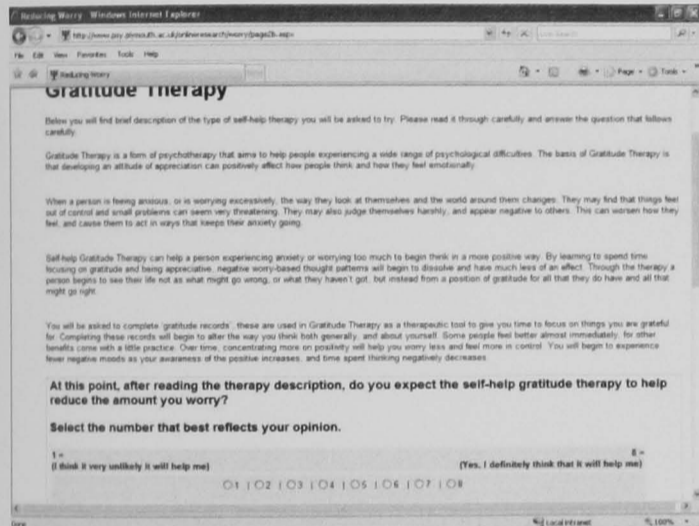 Reducing Worry - Windows Internet Explorer
File Edit View Favorites Tools Help
Reducing Worry
Page Tools
Gratitude Therapy
Below you will find brief description of the type of self-help therapy you will be asked to try. Please read it through carefully and answer the question that follows
carefully.
Gratitude Therapy is a form of psychotherapy that aims to help people experiencing a wide range of psychological difficulties. The basis of Gratitude Therapy is
that developing an attitude of appreciation can positively affect how people think and how they feel emotionally.
When a person is feeling anxious, or is worrying excessively, the way they look at themselves and the world around them changes. They may find that things feel
out of control and small problems can seem very threatening. They may also judge themselves harshly, and appear negative to others. This can worsen how they
feel, and cause them to act in ways that keeps their anxiety going.
Self-help Gratitude Therapy can help a person experiencing anxiety or worrying too much to begin think in a more positive way. By learning to spend time
focusing on gratitude and being appreciative, negative worry-based thought patterns will begin to dissolve and have much less of an effect. Through the therapy a
person begins to see their life not as what might go wrong, or what they haven't got, but instead from a position of gratitude for all that they do have and all that
might go right.
You will be asked to complete 'gratitude records', these are used in Gratitude Therapy as a therapeutic tool to give you time to focus on things you are grateful
for. Completing these records will begin to alter the way you think both generally, and about yourself. Some people feel better almost immediately, for other
benefits come with a little practice. Over time, concentrating more on positivity will help you worry less and feel more in control. You will begin to experience
fewer negative moods as your awareness of the positive increases, and time spent thinking negatively decreases.
At this point, after reading the therapy description, do you expect the self-help gratitude therapy to help
reduce the amount you worry?
Select the number that best reflects your opinion.
1 = 8 =
(I think it very unlikely it will help me) (Yes, I definitely think that it will help me)
1 | 2 | 3 | 4 | 5 | 6 | 7 | 8
Done Local intranet 100%